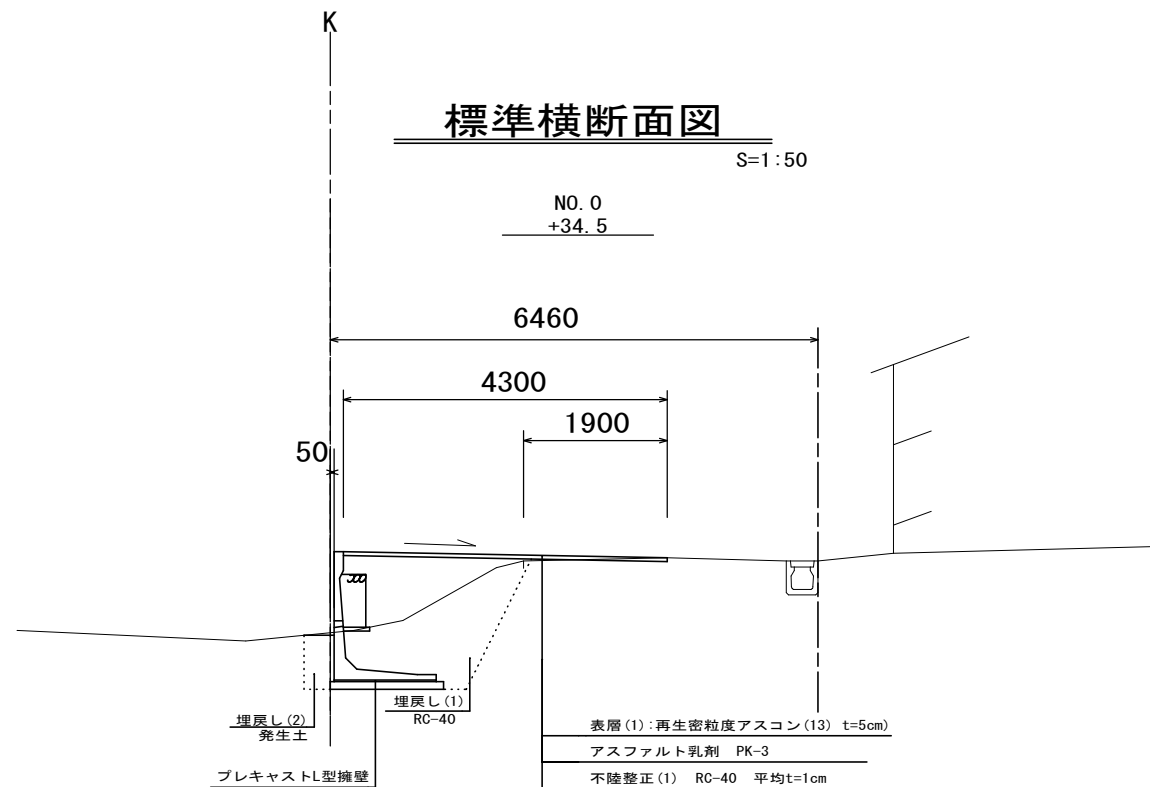 K
標準横断面図
S=1:50
NO.0
+34.5
6460
4300
1900
50
埋戻し(1)
RC-40
埋戻し(2)
発生土
プレキャストL型擁壁
表層(1):再生密粒度アスコン(13) t=5cm)
アスファルト乳剤 PK-3
不陸整正(1) RC-40 平均t=1cm